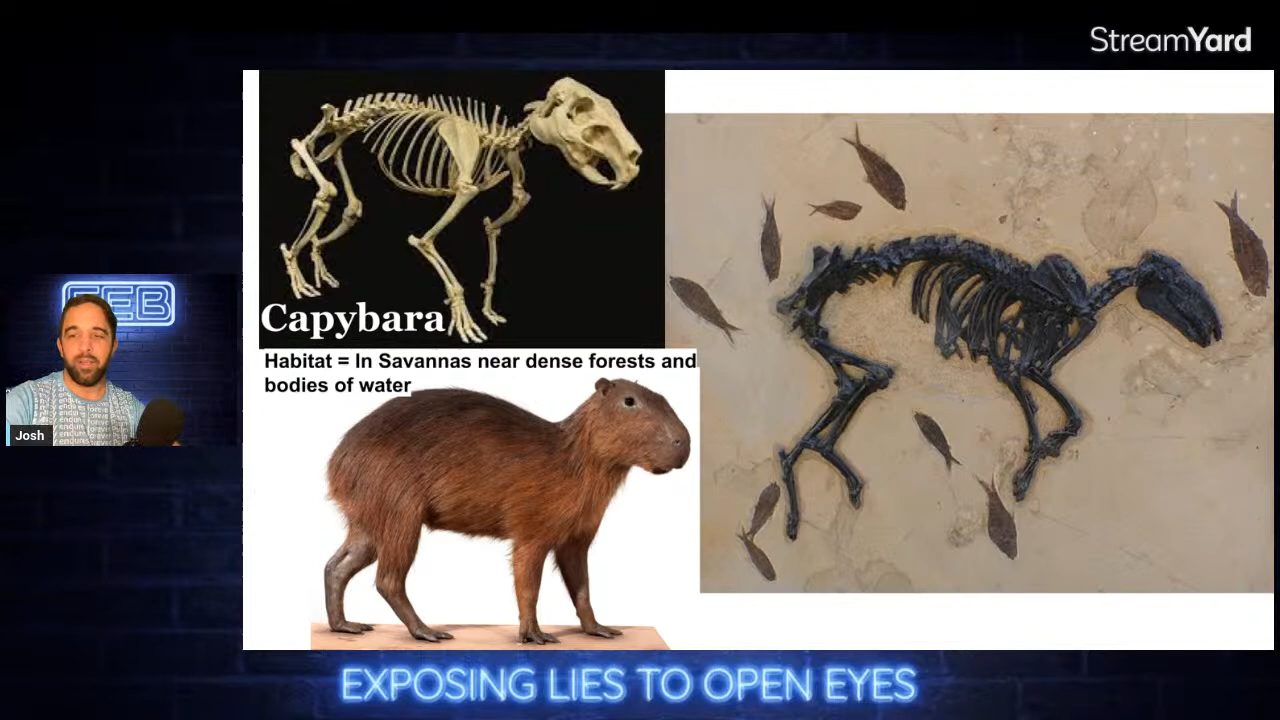 StreamYard
Capybara
Habitat = In Savannas near dense forests and
bodies of water
FEB
Josh
EXPOSING LIES TO OPEN EYES